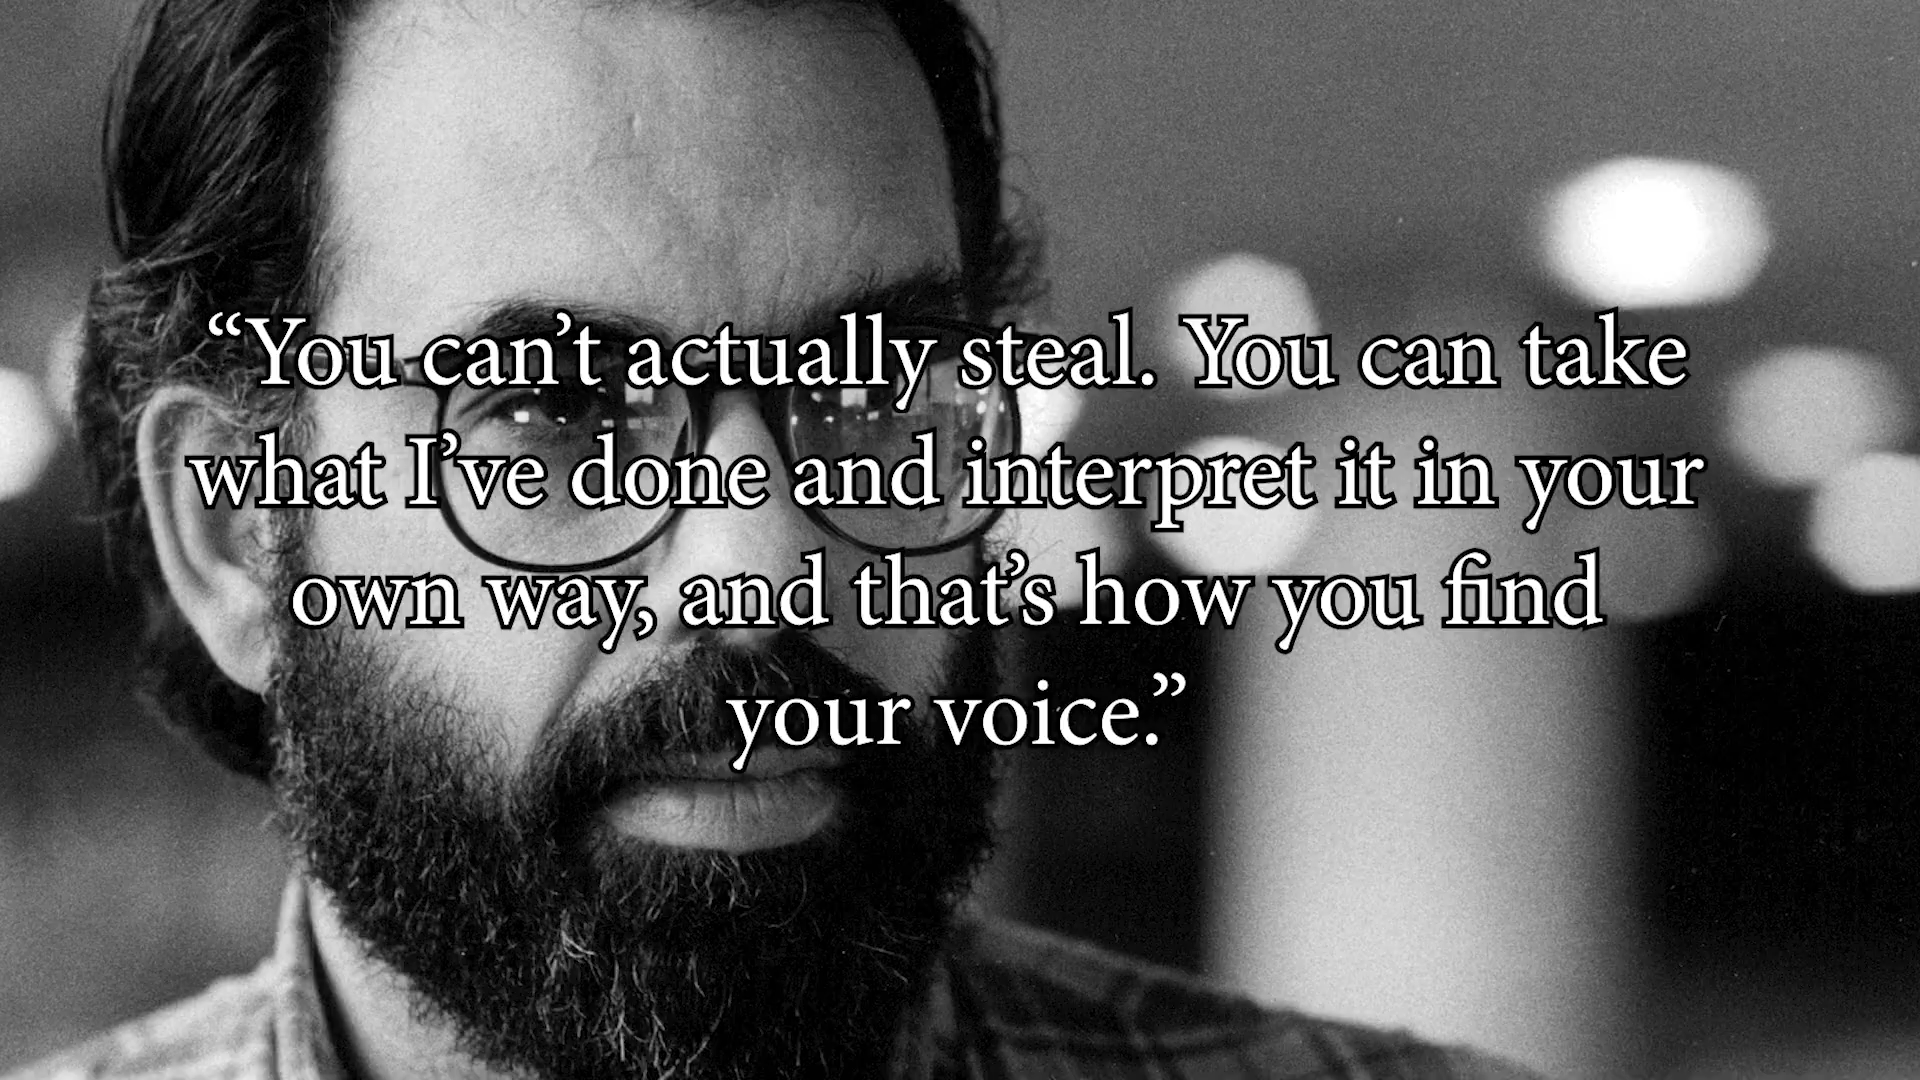 “You can’t actually steal. You can take
what I’ve done and interpret it in your
own way, and that’s how you find
your voice.”